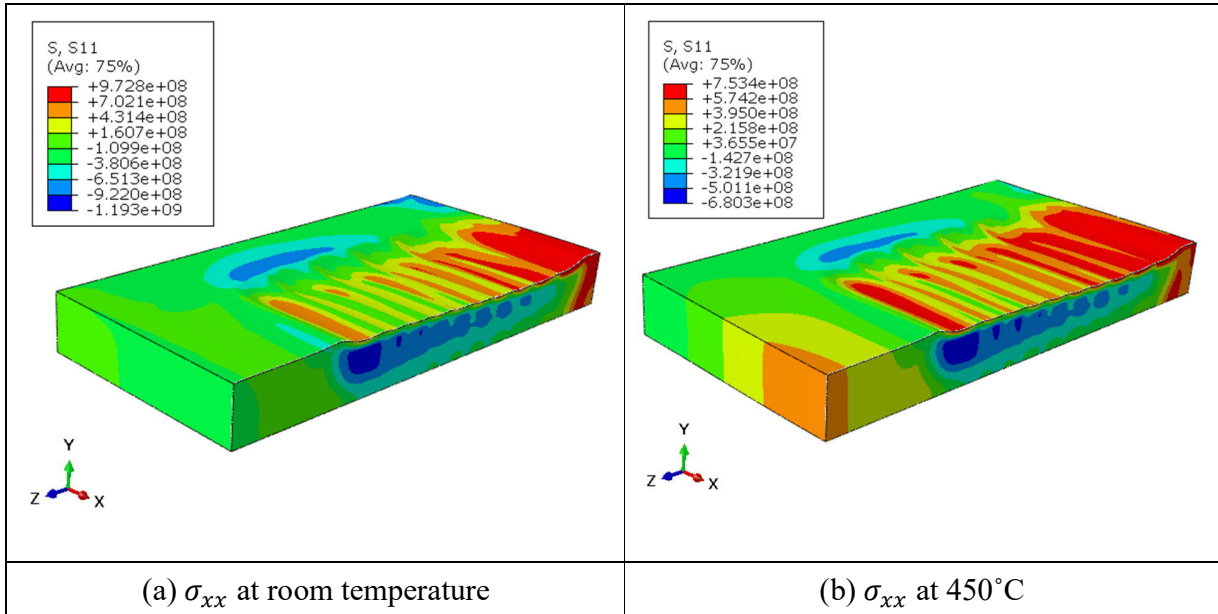 S, S11
(Avg: 75%)
+9.728e+08
+7.021e+08
+4.314e+08
+1.607e+08
-1.099e+08
-3.806e+08
-6.513e+08
-9.220e+08
-1.193e+09
Y
Z
X
S, S11
(Avg: 75%)
+7.534e+08
+5.742e+08
+3.950e+08
+2.158e+08
+3.655e+07
-1.427e+08
-3.219e+08
-5.011e+08
-6.803e+08
Y
Z
X
(a) σxx at room temperature
(b) σxx at 450˚C